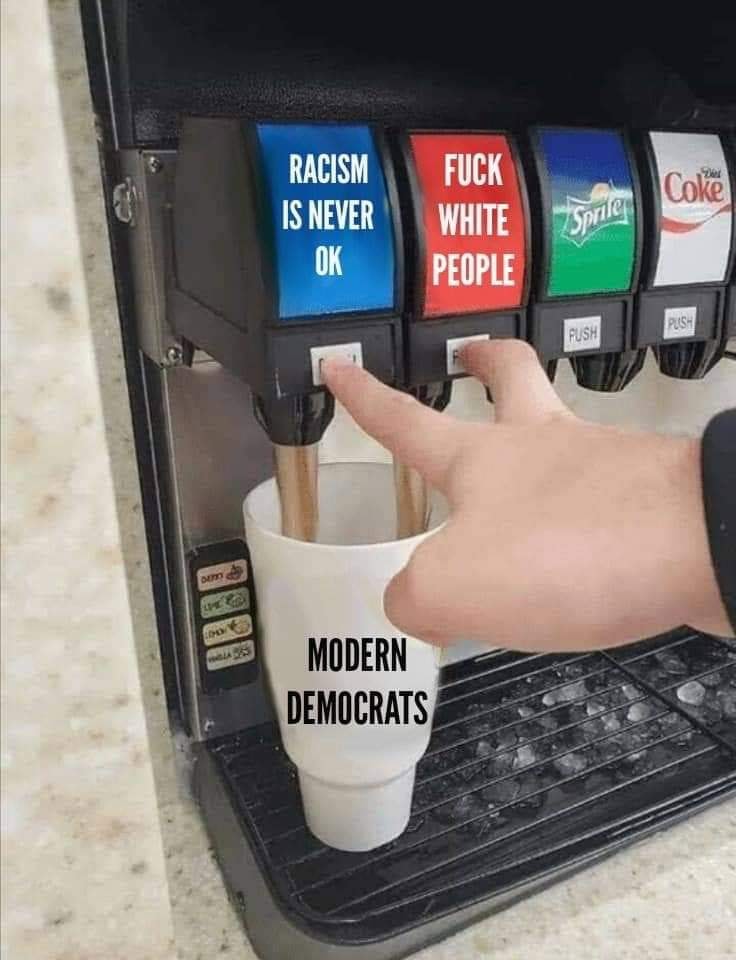 RACISM
IS NEVER
OK
FUCK
WHITE
PEOPLE
Sprite
Diet
Coke
PUSH
PUSH
CHERRY
LIME
LEMON
VANILLA
MODERN
DEMOCRATS